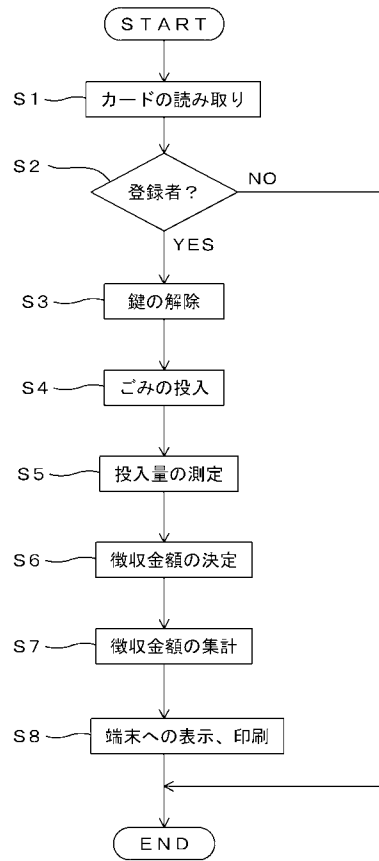 START
S1
カードの読み取り
S2
登録者？
NO
YES
S3
鍵の解除
S4
ごみの投入
S5
投入量の測定
S6
徴収金額の決定
S7
徴収金額の集計
S8
端末への表示、印刷
END